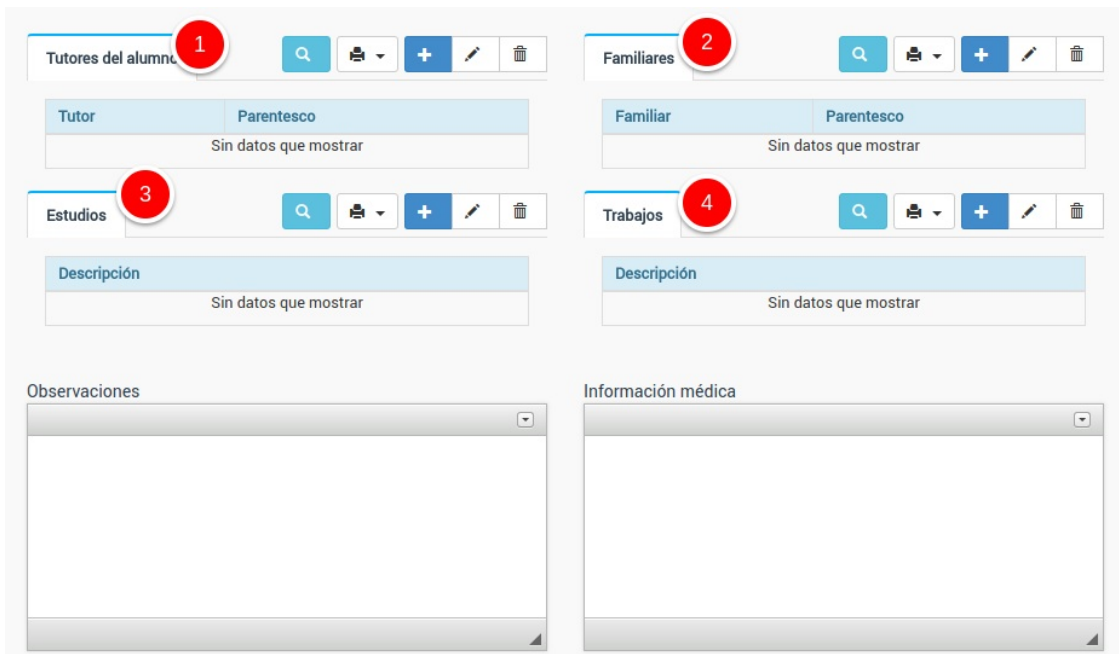 Tutores del alumno
1
Familiares
2
Tutor Parentesco
Sin datos que mostrar
Familiar Parentesco
Sin datos que mostrar
Estudios
3
Trabajos
4
Descripción
Sin datos que mostrar
Descripción
Sin datos que mostrar
Observaciones
Información médica